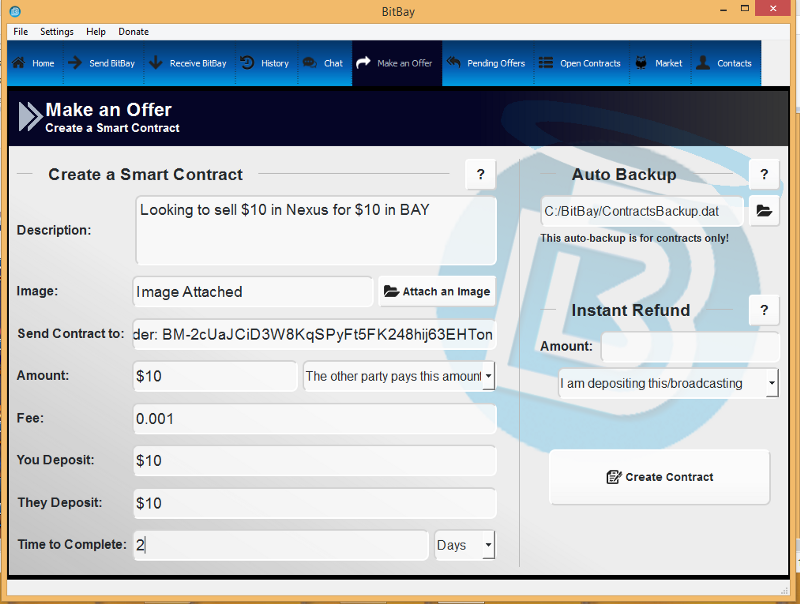 BitBay
File Settings Help Donate
Home Send BitBay Receive BitBay History Chat Make an Offer Pending Offers Open Contracts Market Contacts
Make an Offer
Create a Smart Contract
Create a Smart Contract ?
Description: Looking to sell $10 in Nexus for $10 in BAY
Image: Image Attached Attach an Image
Send Contract to: der: BM-2cUaJCiD3W8KqSPyFt5FK248hij63EHTon
Amount: $10 The other party pays this amount
Fee: 0.001
You Deposit: $10
They Deposit: $10
Time to Complete: 2 Days
Auto Backup ?
C:/BitBay/ContractsBackup.dat
This auto-backup is for contracts only!
Instant Refund ?
Amount:
I am depositing this/broadcasting
Create Contract